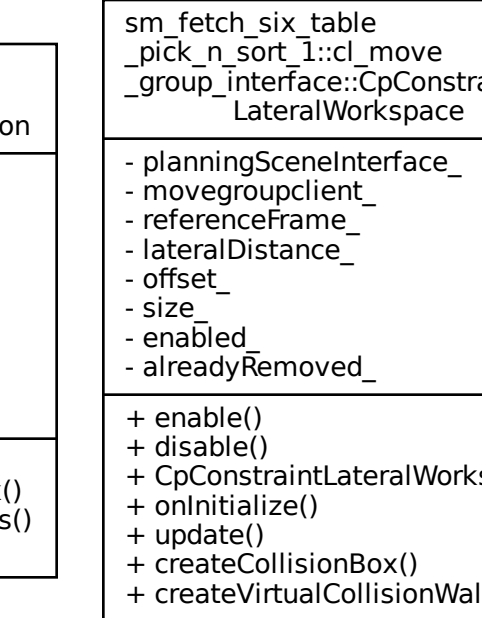 on
()
s()
sm_fetch_six_table
_pick_n_sort_1::cl_move
_group_interface::CpConstra
LateralWorkspace
- planningSceneInterface_
- movegroupclient_
- referenceFrame_
- lateralDistance_
- offset_
- size_
- enabled_
- alreadyRemoved_
+ enable()
+ disable()
+ CpConstraintLateralWorks
+ onInitialize()
+ update()
+ createCollisionBox()
+ createVirtualCollisionWal